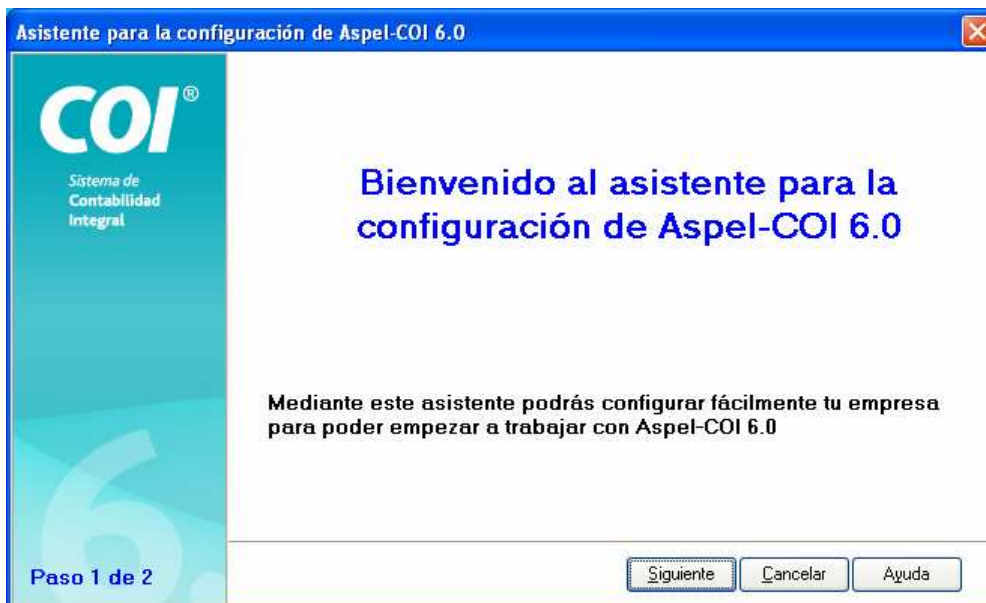 Asistente para la configuración de Aspel-COI 6.0
COI®
Sistema de
Contabilidad
Integral
Bienvenido al asistente para la
configuración de Aspel-COI 6.0
Mediante este asistente podrás configurar fácilmente tu empresa
para poder empezar a trabajar con Aspel-COI 6.0
6.
Paso 1 de 2
Siguiente
Cancelar
Ayuda